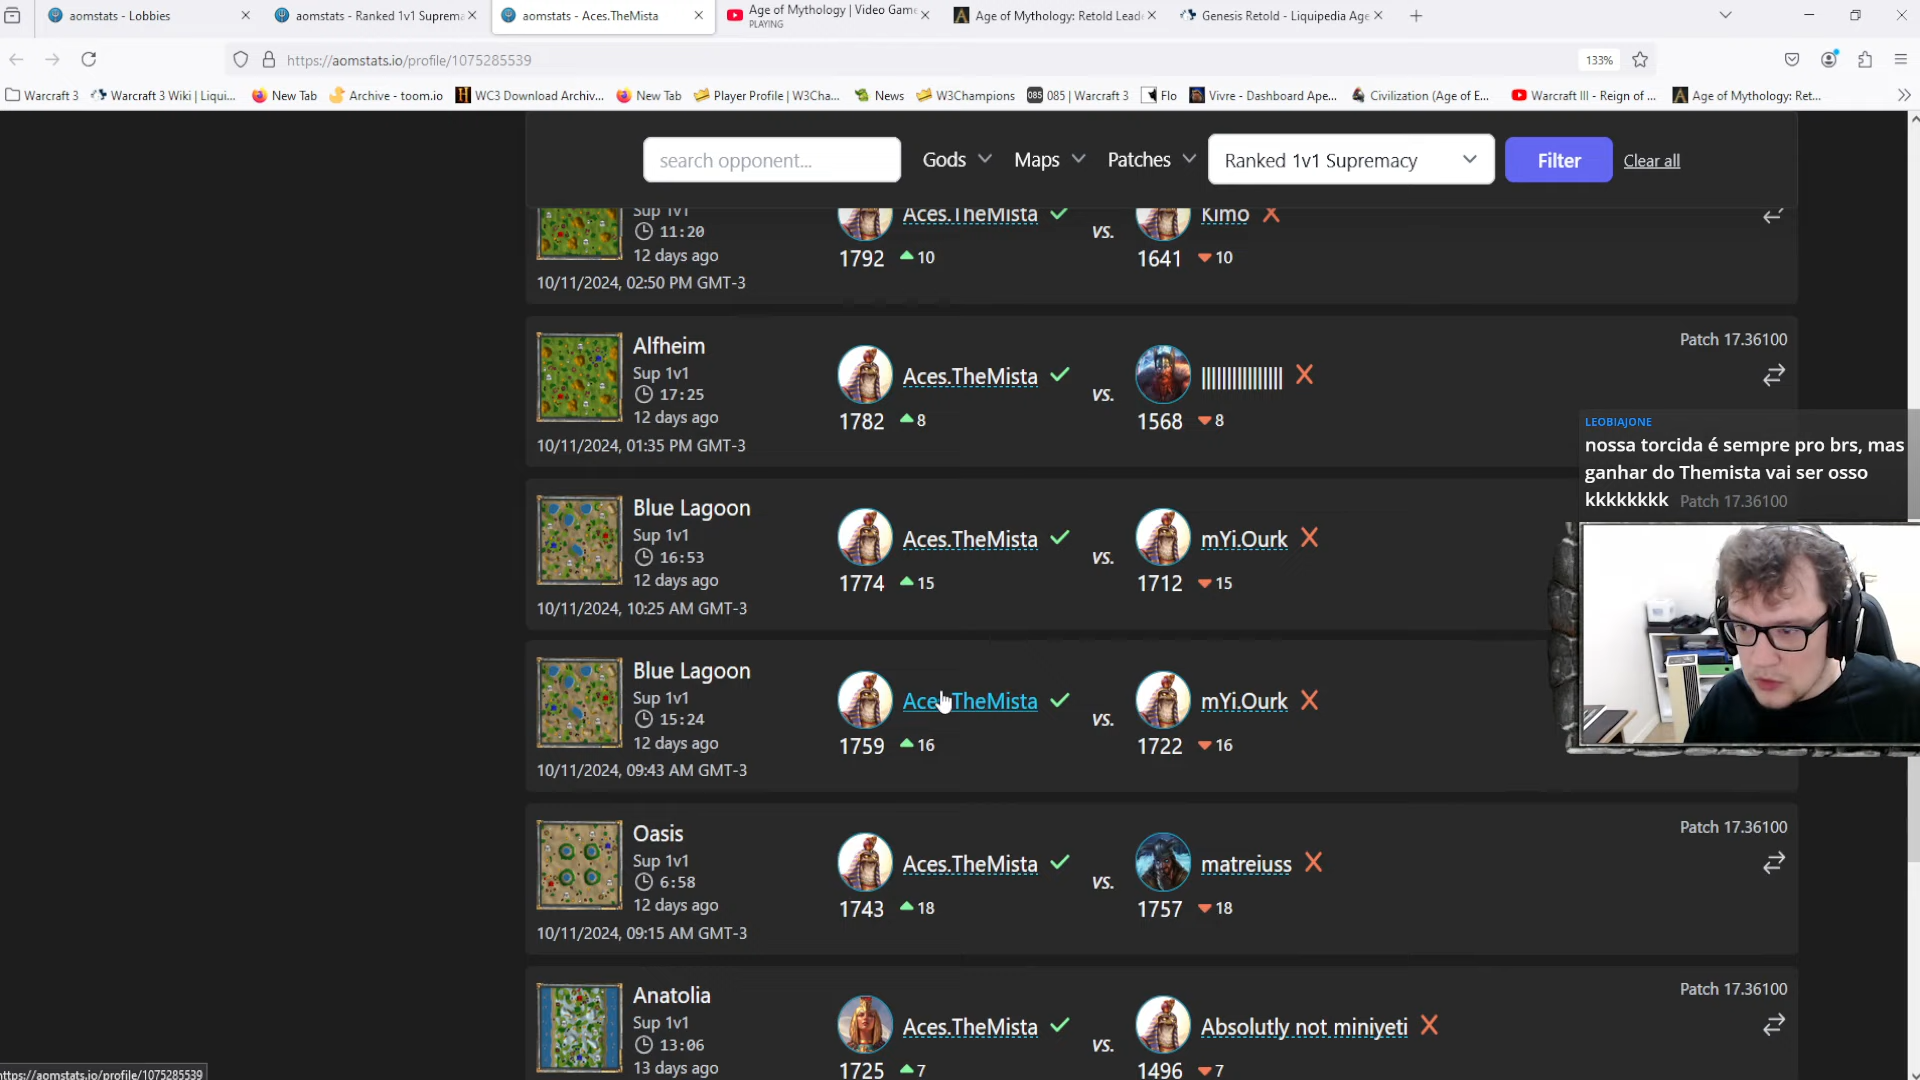 aomstats - Lobbies
aomstats - Ranked 1v1 Suprema
aomstats - Aces.TheMista
Age of Mythology | Video Game
PLAYING
Age of Mythology: Retold Lead
Genesis Retold - Liquipedia Age
https://aomstats.io/profile/1075285539
133%
Warcraft 3
Warcraft 3 Wiki | Liqui...
New Tab
Archive - toom.io
WC3 Download Archiv...
New Tab
Player Profile | W3Cha...
News
W3Champions
085 085 | Warcraft 3
Flo
Vivre - Dashboard Ape...
Civilization (Age of E...
Warcraft III - Reign of ...
Age of Mythology: Ret...
search opponent...
Gods
Maps
Patches
Ranked 1v1 Supremacy
Filter
Clear all
Sup 1v1
11:20
12 days ago
10/11/2024, 02:50 PM GMT-3
Aces.TheMista
1792 10
vs.
Kimo
1641 10
Patch 17.36100
Alfheim
Sup 1v1
17:25
12 days ago
10/11/2024, 01:35 PM GMT-3
Aces.TheMista
1782 8
vs.
||||||||||||||||
1568 8
LEOBIAJONE
nossa torcida é sempre pro brs, mas
ganhar do Themista vai ser osso
kkkkkkkk
Patch 17.36100
Blue Lagoon
Sup 1v1
16:53
12 days ago
10/11/2024, 10:25 AM GMT-3
Aces.TheMista
1774 15
vs.
mYi.Ourk
1712 15
Blue Lagoon
Sup 1v1
15:24
12 days ago
10/11/2024, 09:43 AM GMT-3
Aces.TheMista
1759 16
vs.
mYi.Ourk
1722 16
Patch 17.36100
Oasis
Sup 1v1
6:58
12 days ago
10/11/2024, 09:15 AM GMT-3
Aces.TheMista
1743 18
vs.
matreiuss
1757 18
Patch 17.36100
Anatolia
Sup 1v1
13:06
13 days ago
Aces.TheMista
1725 7
vs.
Absolutly not miniyeti
1496 7
https://aomstats.io/profile/1075285539